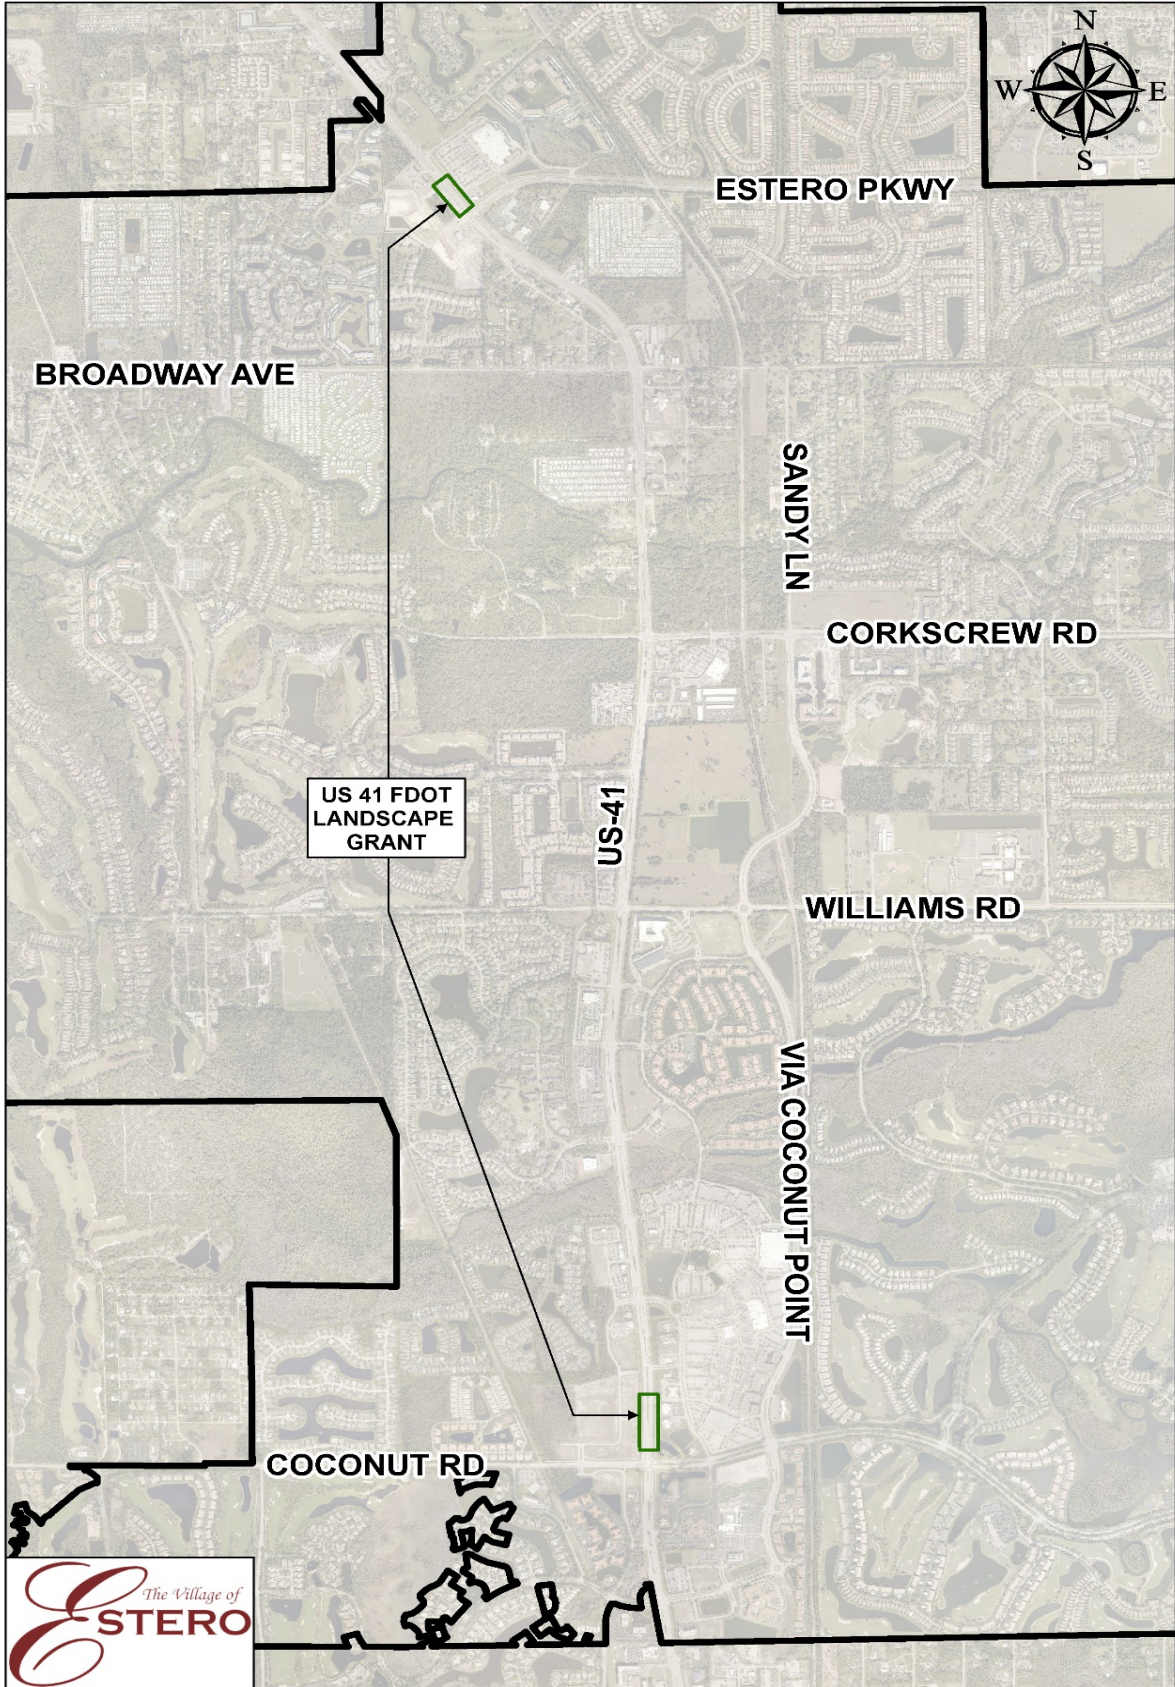 N
W
E
S
ESTERO PKWY
BROADWAY AVE
SANDY LN
CORKSCREW RD
US 41 FDOT
LANDSCAPE
GRANT
US-41
WILLIAMS RD
VIA COCONUT POINT
COCONUT RD
The Village of
ESTERO